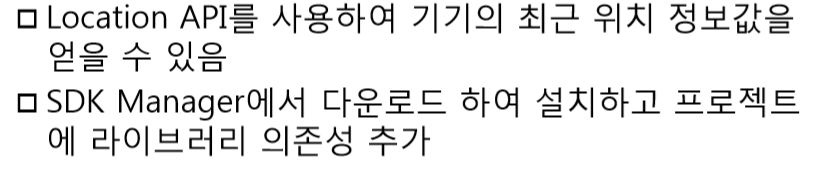 □ Location API를 사용하여 기기의 최근 위치 정보값을
얻을 수 있음
□ SDK Manager에서 다운로드 하여 설치하고 프로젝트
에 라이브러리 의존성 추가